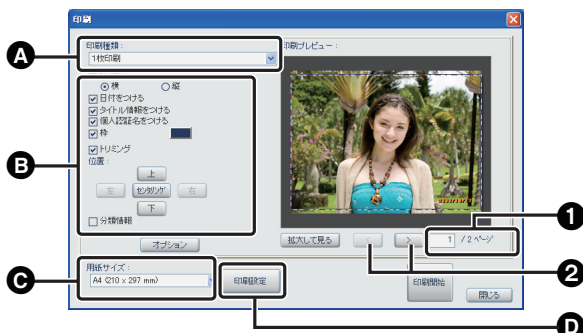 印刷
印刷種類：
1枚印刷
印刷プレビュー：
横 縦
日付をつける
タイトル情報をつける
個人認証名をつける
枠
トリミング
位置：
上
左 センタリング 右
下
分類情報
オプション
拡大して見る < > 1 / 2 ページ
用紙サイズ：
A4 (210 x 297 mm)
印刷設定
印刷開始
閉じる
A
B
C
D
1
2